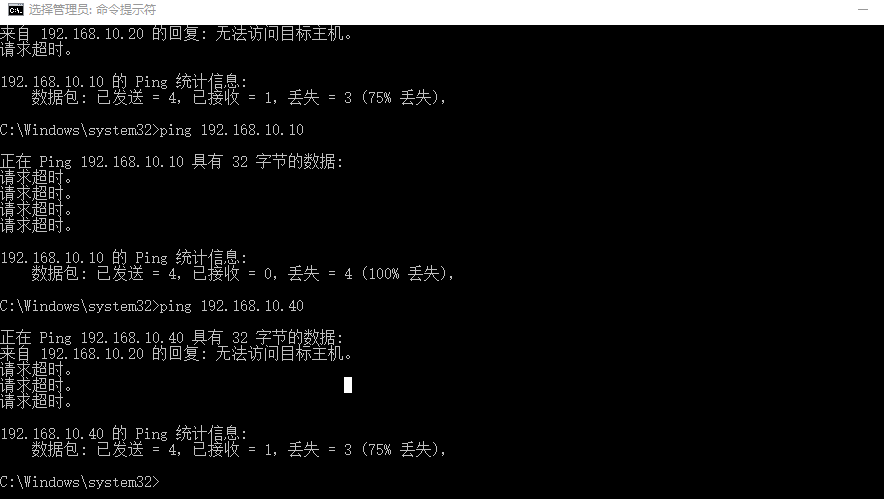 选择管理员: 命令提示符
来自 192.168.10.20 的回复: 无法访问目标主机。
请求超时。
192.168.10.10 的 Ping 统计信息:
数据包: 已发送 = 4，已接收 = 1，丢失 = 3 (75% 丢失)，
C:\Windows\system32>ping 192.168.10.10
正在 Ping 192.168.10.10 具有 32 字节的数据:
请求超时。
请求超时。
请求超时。
请求超时。
192.168.10.10 的 Ping 统计信息:
数据包: 已发送 = 4，已接收 = 0，丢失 = 4 (100% 丢失)，
C:\Windows\system32>ping 192.168.10.40
正在 Ping 192.168.10.40 具有 32 字节的数据:
来自 192.168.10.20 的回复: 无法访问目标主机。
请求超时。
请求超时。
请求超时。
192.168.10.40 的 Ping 统计信息:
数据包: 已发送 = 4，已接收 = 1，丢失 = 3 (75% 丢失)，
C:\Windows\system32>